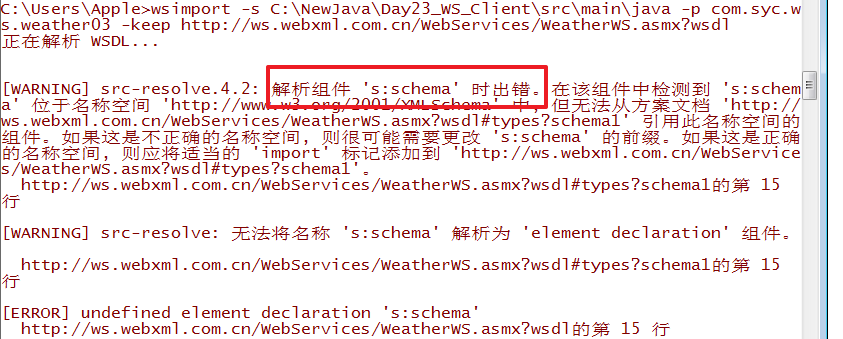 C:\Users\Apple>wsimport -s C:\NewJava\Day23_WS_Client\src\main\java -p com.syc.w
s.weather03 -keep http://ws.webxml.com.cn/WebServices/WeatherWS.asmx?wsdl
正在解析 WSDL...
[WARNING] src-resolve.4.2: 解析组件 's:schema' 时出错。在该组件中检测到 's:schem
a' 位于名称空间 'http://www.w3.org/2001/XMLSchema' 中, 但无法从方案文档 'http://
ws.webxml.com.cn/WebServices/WeatherWS.asmx?wsdl#types?schema1' 引用此名称空间的
组件。如果这是不正确的名称空间, 则很可能需要更改 's:schema' 的前缀。如果这是正确
的名称空间, 则应将适当的 'import' 标记添加到 'http://ws.webxml.com.cn/WebService
s/WeatherWS.asmx?wsdl#types?schema1'。
http://ws.webxml.com.cn/WebServices/WeatherWS.asmx?wsdl#types?schema1的第 15
行
[WARNING] src-resolve: 无法将名称 's:schema' 解析为 'element declaration' 组件。
http://ws.webxml.com.cn/WebServices/WeatherWS.asmx?wsdl#types?schema1的第 15
行
[ERROR] undefined element declaration 's:schema'
http://ws.webxml.com.cn/WebServices/WeatherWS.asmx?wsdl的第 15 行